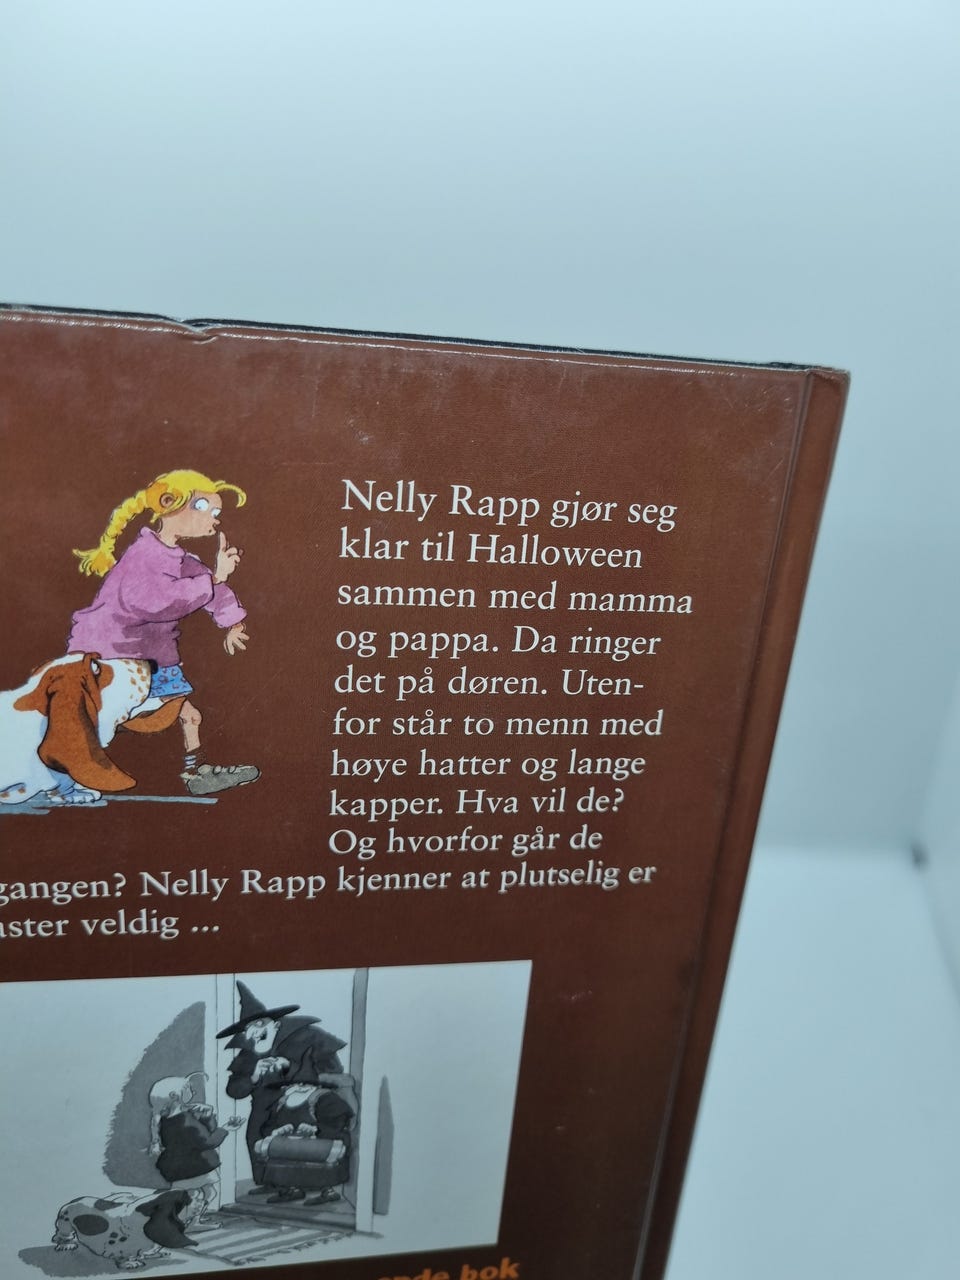 Nelly Rapp gjør seg
klar til Halloween
sammen med mamma
og pappa. Da ringer
det på døren. Uten-
for står to menn med
høye hatter og lange
kapper. Hva vil de?
Og hvorfor går de
gangen? Nelly Rapp kjenner at plutselig er
veldig ...
bok